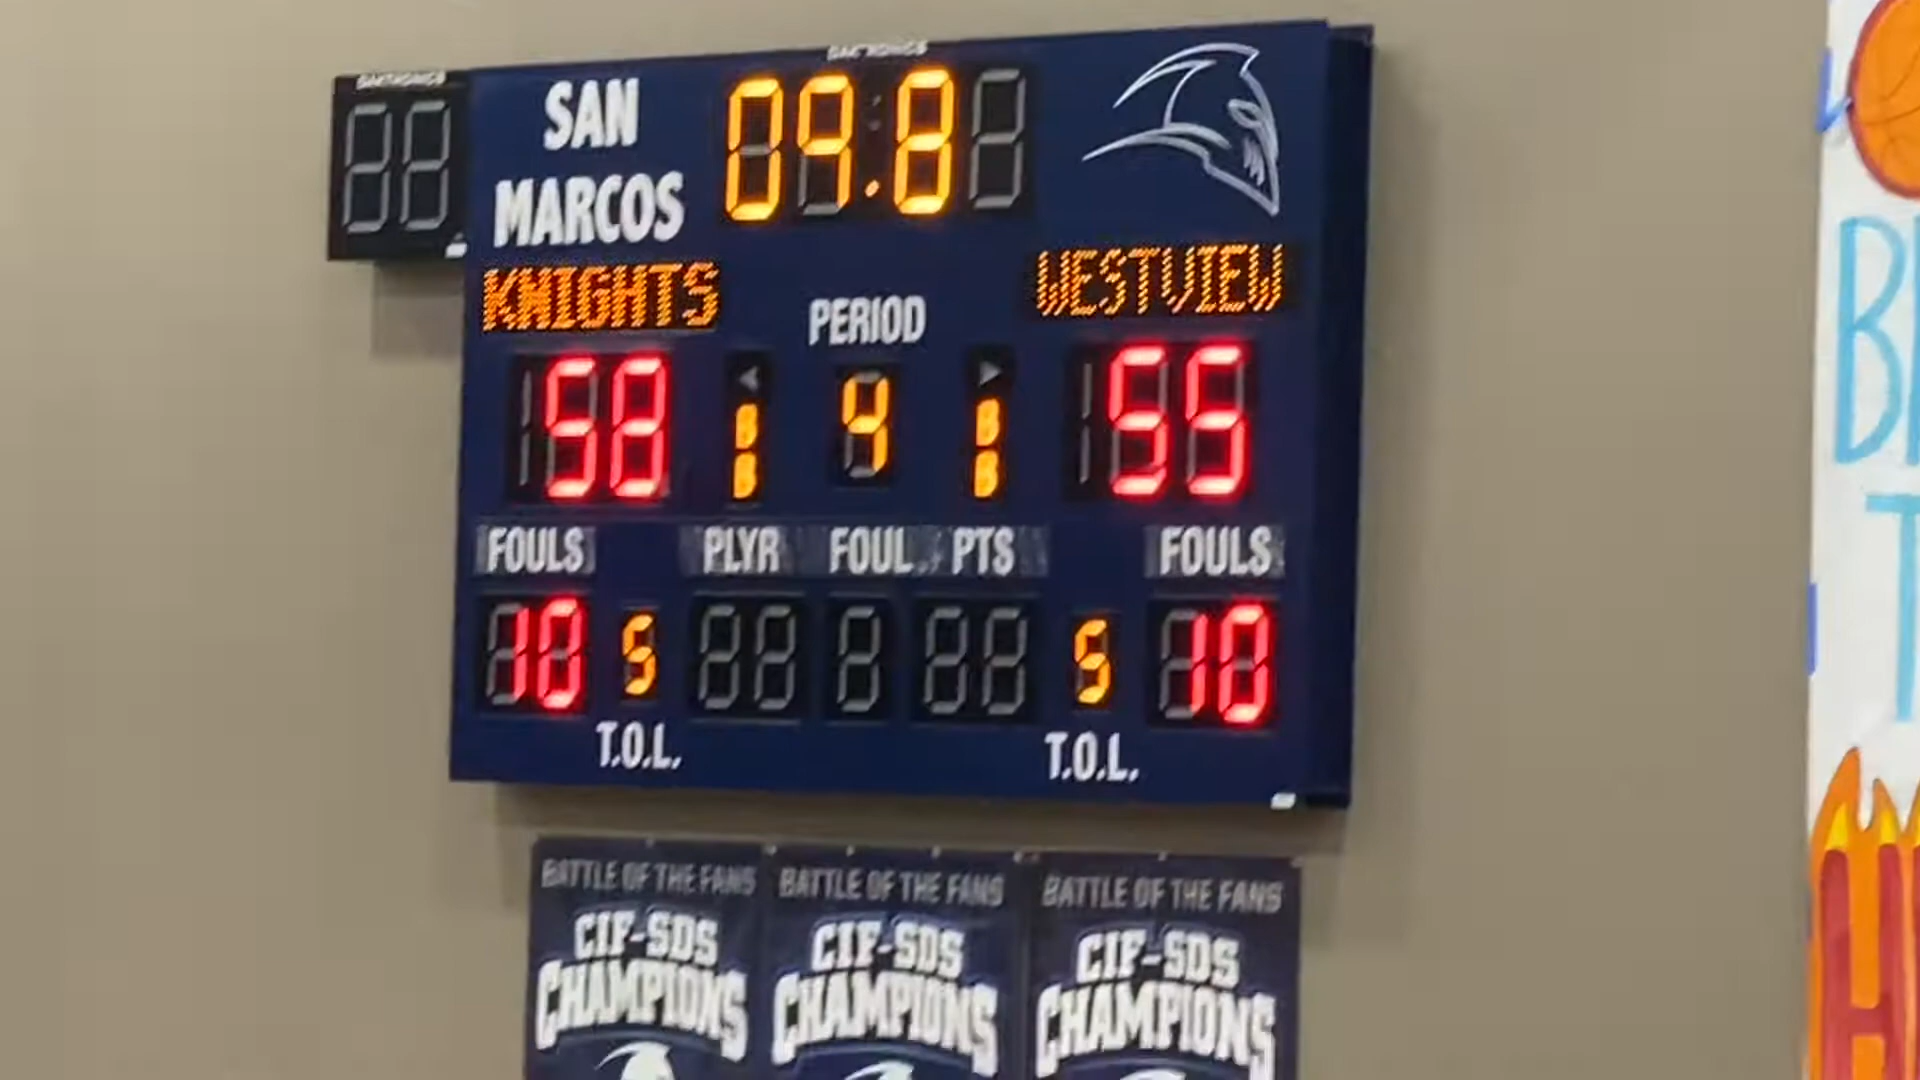 DAKTRONICS
DAKTRONICS
SAN
MARCOS
09.8
KNIGHTS
WESTVIEW
PERIOD
58
B
B
4
B
B
55
FOULS
PLYR
FOUL
PTS
FOULS
10
5
5
10
T.O.L.
T.O.L.
BATTLE OF THE FANS
CIF-SDS
CHAMPIONS
BATTLE OF THE FANS
CIF-SDS
CHAMPIONS
BATTLE OF THE FANS
CIF-SDS
CHAMPIONS
B
T
H